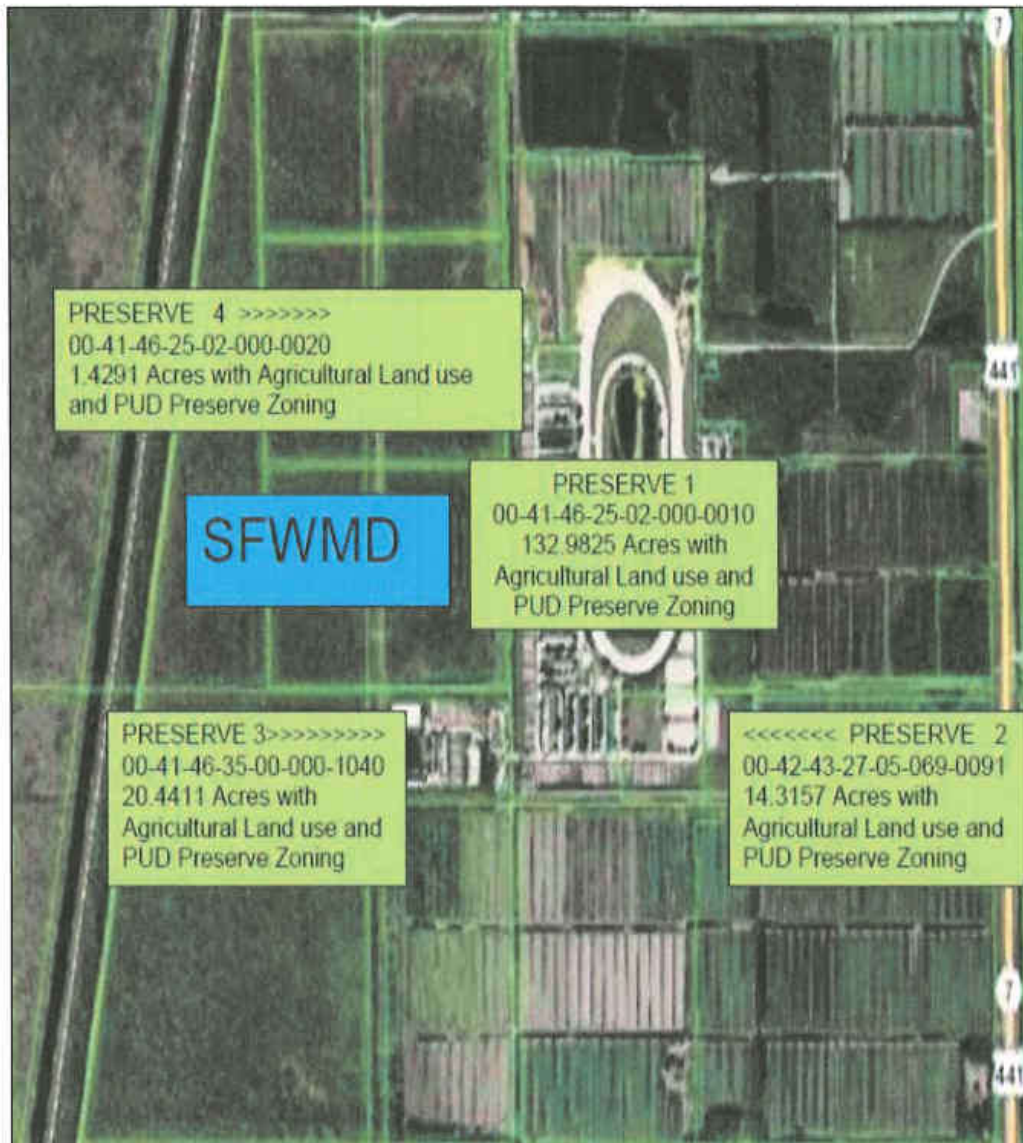 7
PRESERVE 4 >>>>>>>
00-41-46-25-02-000-0020
1.4291 Acres with Agricultural Land use
and PUD Preserve Zoning
441
PRESERVE 1
00-41-46-25-02-000-0010
132.9825 Acres with
Agricultural Land use and
PUD Preserve Zoning
SFWMD
PRESERVE 3>>>>>>>>>
00-41-46-35-00-000-1040
20.4411 Acres with
Agricultural Land use and
PUD Preserve Zoning
<<<<<<< PRESERVE 2
00-42-43-27-05-069-0091
14.3157 Acres with
Agricultural Land use and
PUD Preserve Zoning
7
441